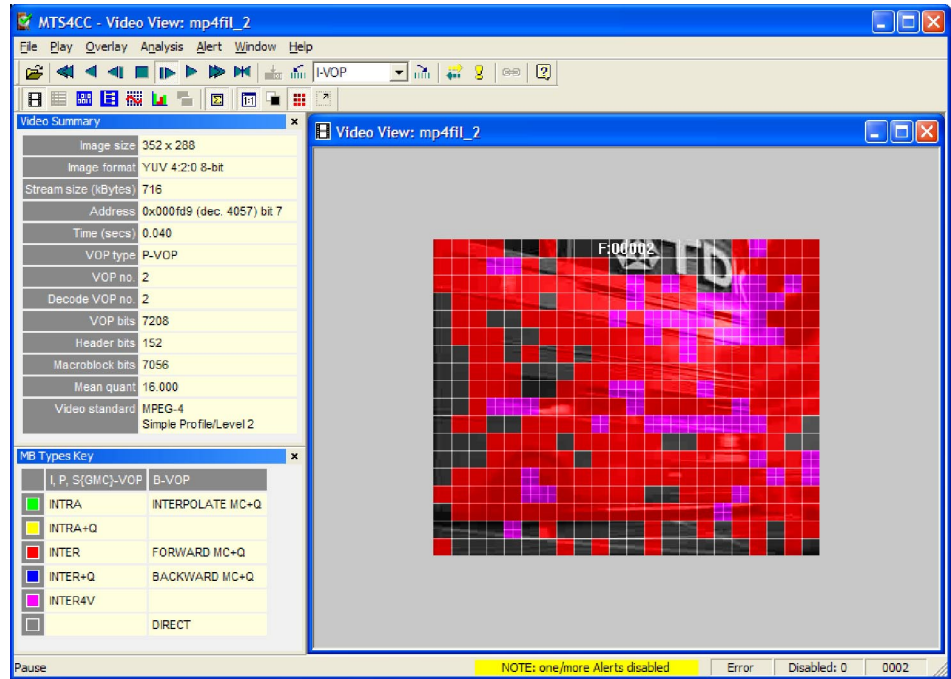 MTS4CC - Video View: mp4fil_2
File Play Overlay Analysis Alert Window Help
I-VOP
Video Summary
Image size 352 x 288
Image format YUV 4:2:0 8-bit
Stream size (kBytes) 716
Address 0x000fd9 (dec. 4057) bit 7
Time (secs) 0.040
VOP type P-VOP
VOP no. 2
Decode VOP no. 2
VOP bits 7208
Header bits 152
Macroblock bits 7056
Mean quant 16.000
Video standard MPEG-4
Simple Profile/Level 2
MB Types Key
I, P, S(GMC)-VOP B-VOP
INTRA INTERPOLATE MC+Q
INTRA+Q
INTER FORWARD MC+Q
INTER+Q BACKWARD MC+Q
INTER4V
DIRECT
Video View: mp4fil_2
F:00002
Pause
NOTE: one/more Alerts disabled
Error
Disabled: 0
0002